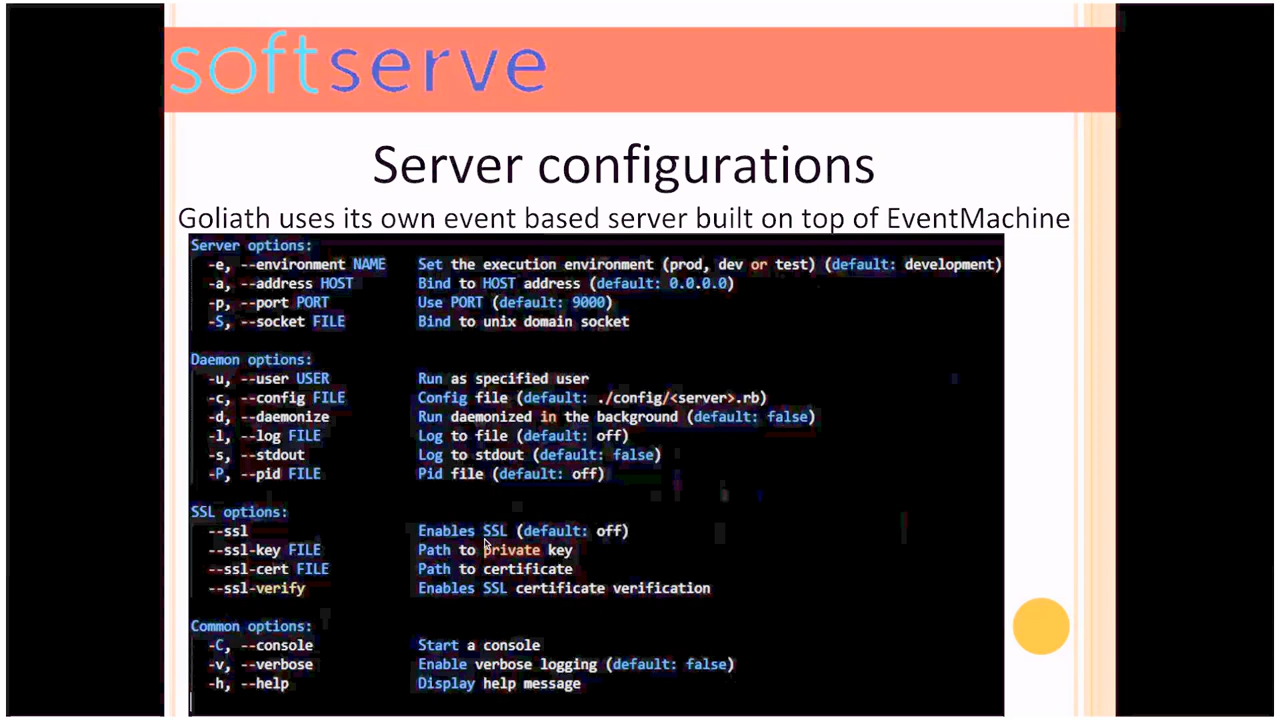 softserve
Server configurations
Goliath uses its own event based server built on top of EventMachine
Server options:
-e, --environment NAME Set the execution environment (prod, dev or test) (default: development)
-a, --address HOST Bind to HOST address (default: 0.0.0.0)
-p, --port PORT Use PORT (default: 9000)
-S, --socket FILE Bind to unix domain socket
Daemon options:
-u, --user USER Run as specified user
-c, --config FILE Config file (default: ./config/<server>.rb)
-d, --daemonize Run daemonized in the background (default: false)
-l, --log FILE Log to file (default: off)
-s, --stdout Log to stdout (default: false)
-P, --pid FILE Pid file (default: off)
SSL options:
--ssl Enables SSL (default: off)
--ssl-key FILE Path to private key
--ssl-cert FILE Path to certificate
--ssl-verify Enables SSL certificate verification
Common options:
-C, --console Start a console
-v, --verbose Enable verbose logging (default: false)
-h, --help Display help message